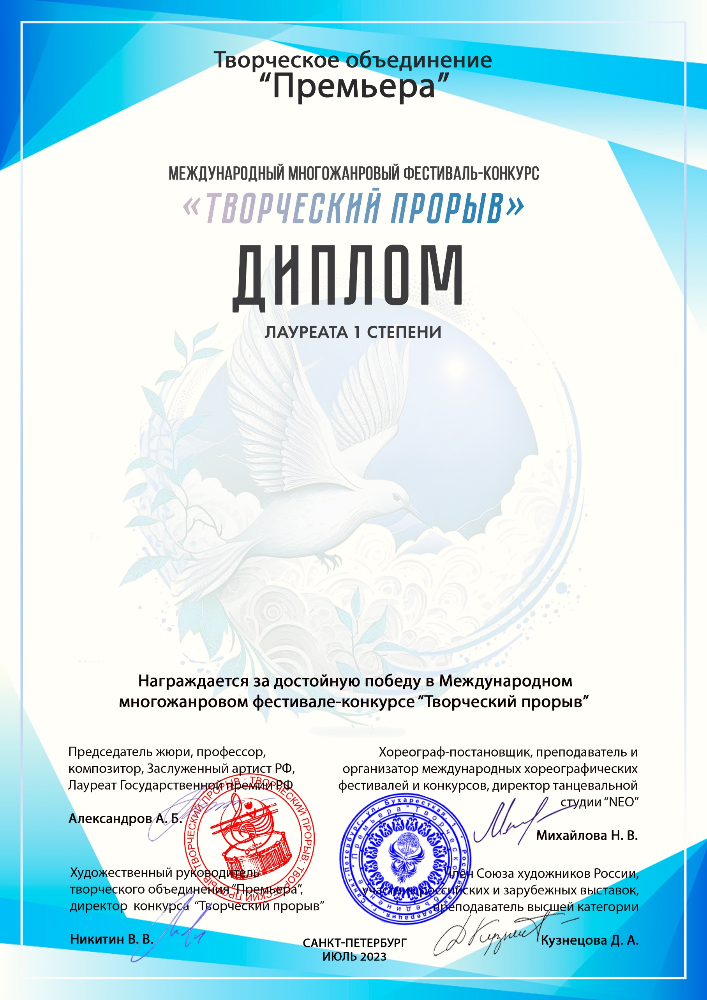 Творческое объединение
“Премьера”
МЕЖДУНАРОДНЫЙ МНОГОЖАНРОВЫЙ ФЕСТИВАЛЬ-КОНКУРС
«ТВОРЧЕСКИЙ ПРОРЫВ»
ДИПЛОМ
ЛАУРЕАТА 1 СТЕПЕНИ
Награждается за достойную победу в Международном
многожанровом фестивале-конкурсе “Творческий прорыв”
Председатель жюри, профессор,
композитор, Заслуженный артист РФ,
Лауреат Государственной премии РФ
Александров А. Б.
Хореограф-постановщик, преподаватель и
организатор международных хореографических
фестивалей и конкурсов, директор танцевальной
студии “NEO”
Михайлова Н. В.
ТВОРЧЕСКИЙ ПРОРЫВ · ТВОРЧЕСКИЙ ПРОРЫВ: ТВОРЧЕСКИЙ ПРОРЫВ
Российская Федерация, г. Санкт-Петербург, ул. Бухаресткая, 1
"Премьера" Творческое объединение
Художественный руководитель
творческого объединения “Премьера”,
директор конкурса “Творческий прорыв”
Никитин В. В.
Член Союза художников России,
участник российских и зарубежных выставок,
преподаватель высшей категории
Кузнецова Д. А.
САНКТ-ПЕТЕРБУРГ
ИЮЛЬ 2023